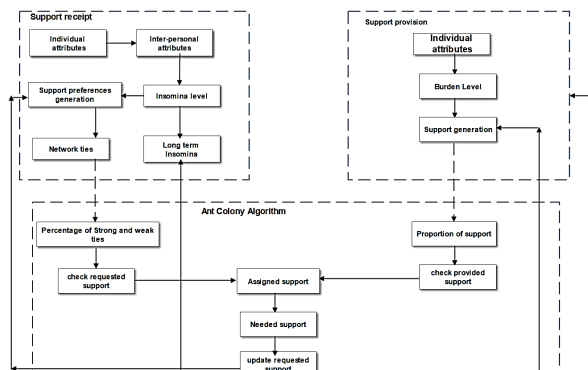 Support receipt
Individual
attributes
Inter-personal
attributes
Support preferences
generation
Insomina level
Network ties
Long term
Insomina
Support provision
Individual
attributes
Burden Level
Support generation
Ant Colony Algorithm
Percentage of Strong and weak
ties
Proportion of support
check requested
support
Assigned support
check provided
support
Needed support
update requested
support